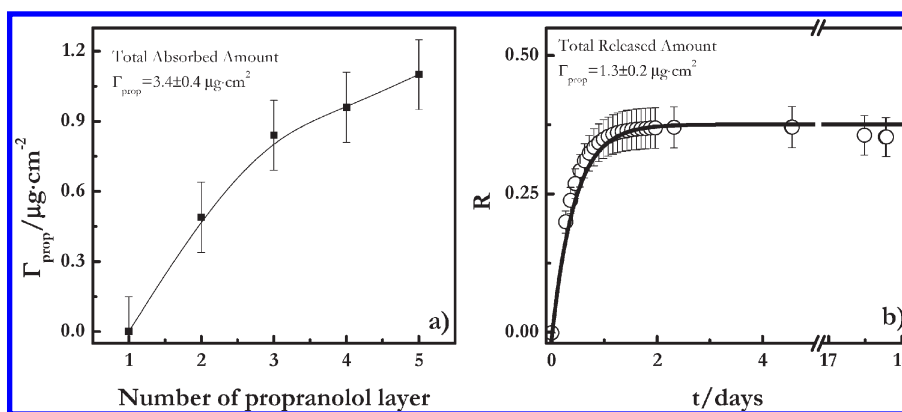 Total Absorbed Amount
Γprop=3.4±0.4 μg·cm²
1.2
0.9
0.6
0.3
0.0
Γprop/μg·cm⁻²
1 2 3 4 5
Number of propranolol layer
a)
Total Released Amount
Γprop=1.3±0.2 μg·cm²
0.50
0.25
0.00
R
0 2 4 17 1
t/days
b)